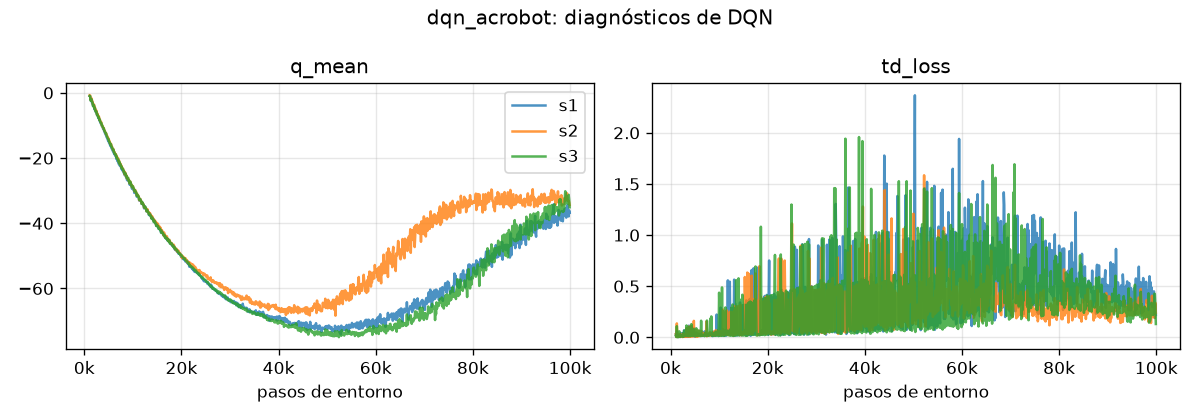 dqn_acrobot: diagnósticos de DQN
q_mean
0
−20
−40
−60
0k 20k 40k 60k 80k 100k
pasos de entorno
s1
s2
s3
td_loss
2.0
1.5
1.0
0.5
0.0
0k 20k 40k 60k 80k 100k
pasos de entorno